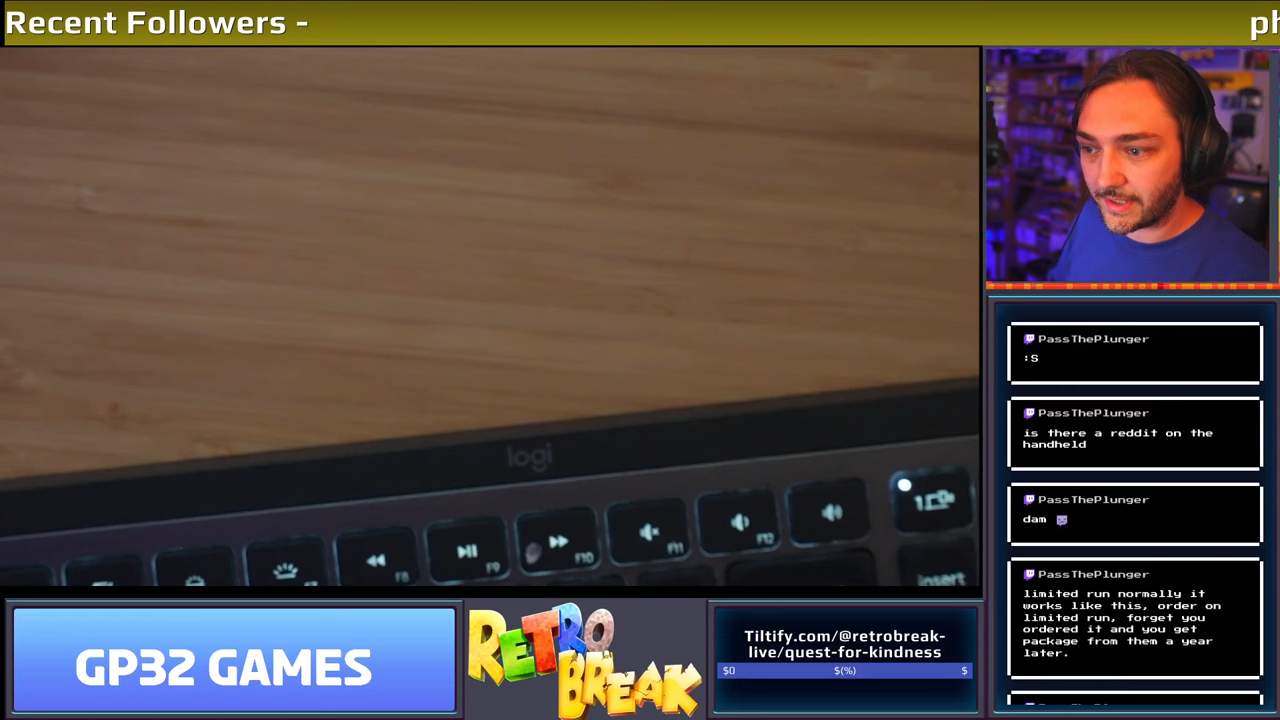 Recent Followers -
ph
PassThePlunger
:S
PassThePlunger
is there a reddit on the
handheld
PassThePlunger
dam
PassThePlunger
limited run normally it
works like this, order on
limited run, forget you
ordered it and you get
package from them a year
later.
logi
F8
F9
F10
F11
F12
insert
GP32 GAMES
RETRO
BREAK
Tiltify.com/@retrobreak-
live/quest-for-kindness
$0 $(%) $